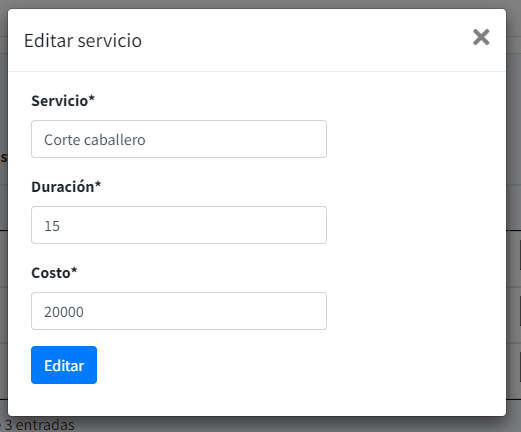 Editar servicio
Servicio*
Corte caballero
Duración*
15
Costo*
20000
Editar
3 entradas